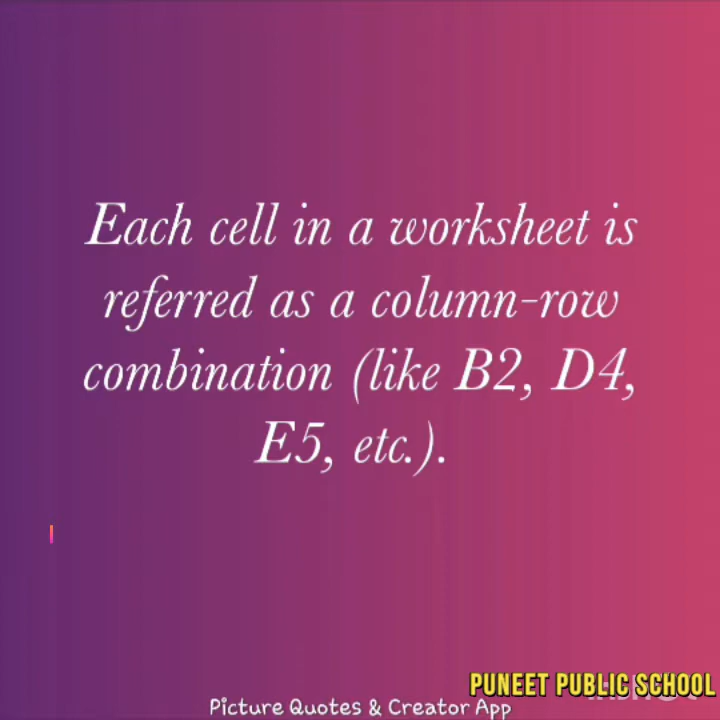 Each cell in a worksheet is
referred as a column-row
combination (like B2, D4,
E5, etc.).
PUNEET PUBLIC SCHOOL
Picture Quotes & Creator App